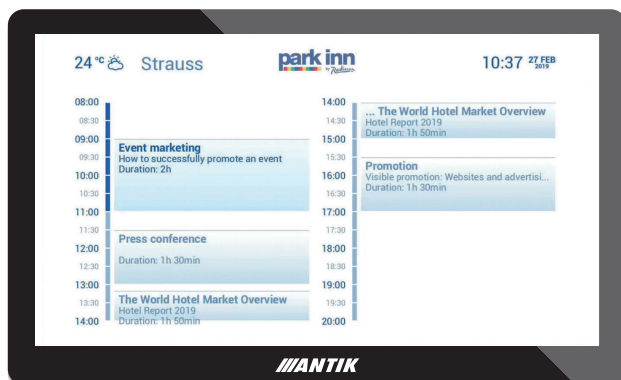 24 °C Strauss
park inn
by Radisson
10:37 27 FEB
2019
08:00
08:30
09:00
09:30
10:00
10:30
11:00
11:30
12:00
12:30
13:00
13:30
14:00
Event marketing
How to successfully promote an event
Duration: 2h
Press conference
Duration: 1h 30min
The World Hotel Market Overview
Hotel Report 2019
Duration: 1h 50min
14:00
14:30
15:00
15:30
16:00
16:30
17:00
17:30
18:00
18:30
19:00
19:30
20:00
... The World Hotel Market Overview
Hotel Report 2019
Duration: 1h 50min
Promotion
Visible promotion: Websites and advertisi...
Duration: 1h 30min
ANTIK